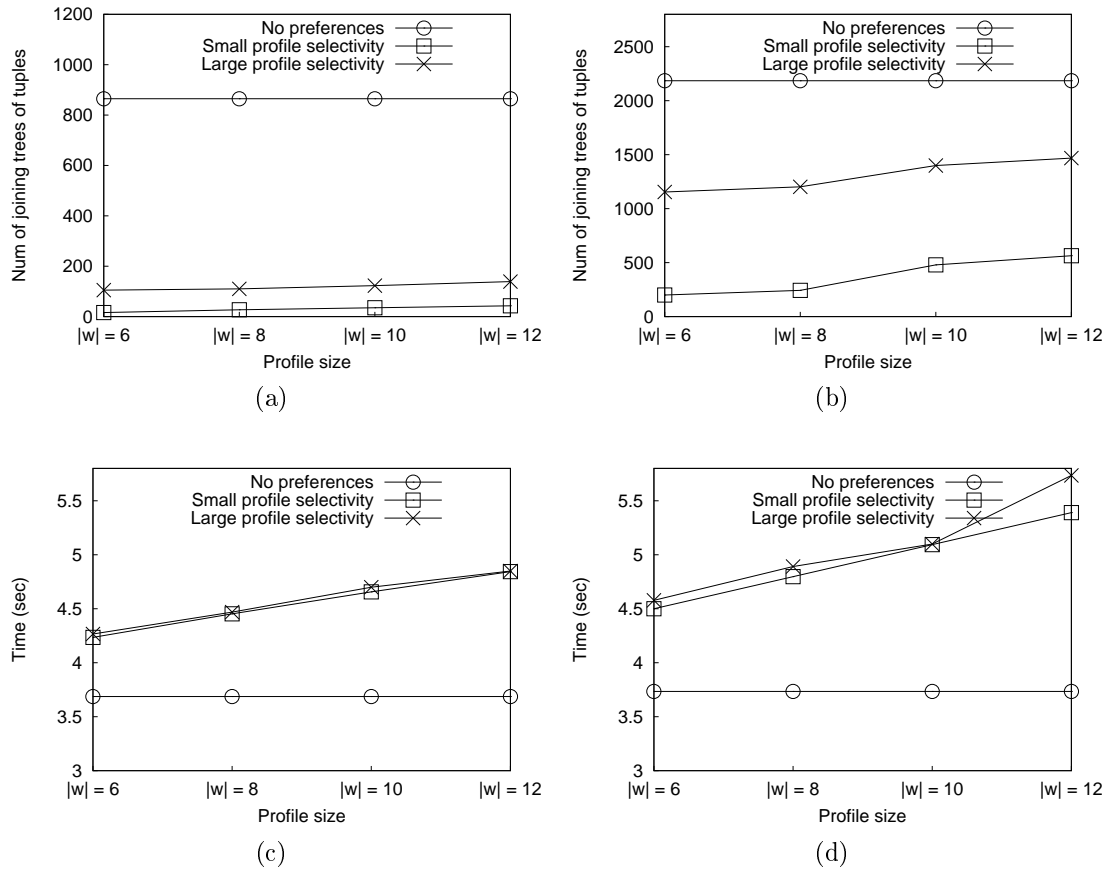 No preferences
Small profile selectivity
Large profile selectivity
Num of joining trees of tuples
1200
1000
800
600
400
200
0
|w| = 6
|w| = 8
|w| = 10
|w| = 12
Profile size
(a)
No preferences
Small profile selectivity
Large profile selectivity
Num of joining trees of tuples
2500
2000
1500
1000
500
0
|w| = 6
|w| = 8
|w| = 10
|w| = 12
Profile size
(b)
No preferences
Small profile selectivity
Large profile selectivity
Time (sec)
5.5
5
4.5
4
3.5
3
|w| = 6
|w| = 8
|w| = 10
|w| = 12
Profile size
(c)
No preferences
Small profile selectivity
Large profile selectivity
Time (sec)
5.5
5
4.5
4
3.5
3
|w| = 6
|w| = 8
|w| = 10
|w| = 12
Profile size
(d)